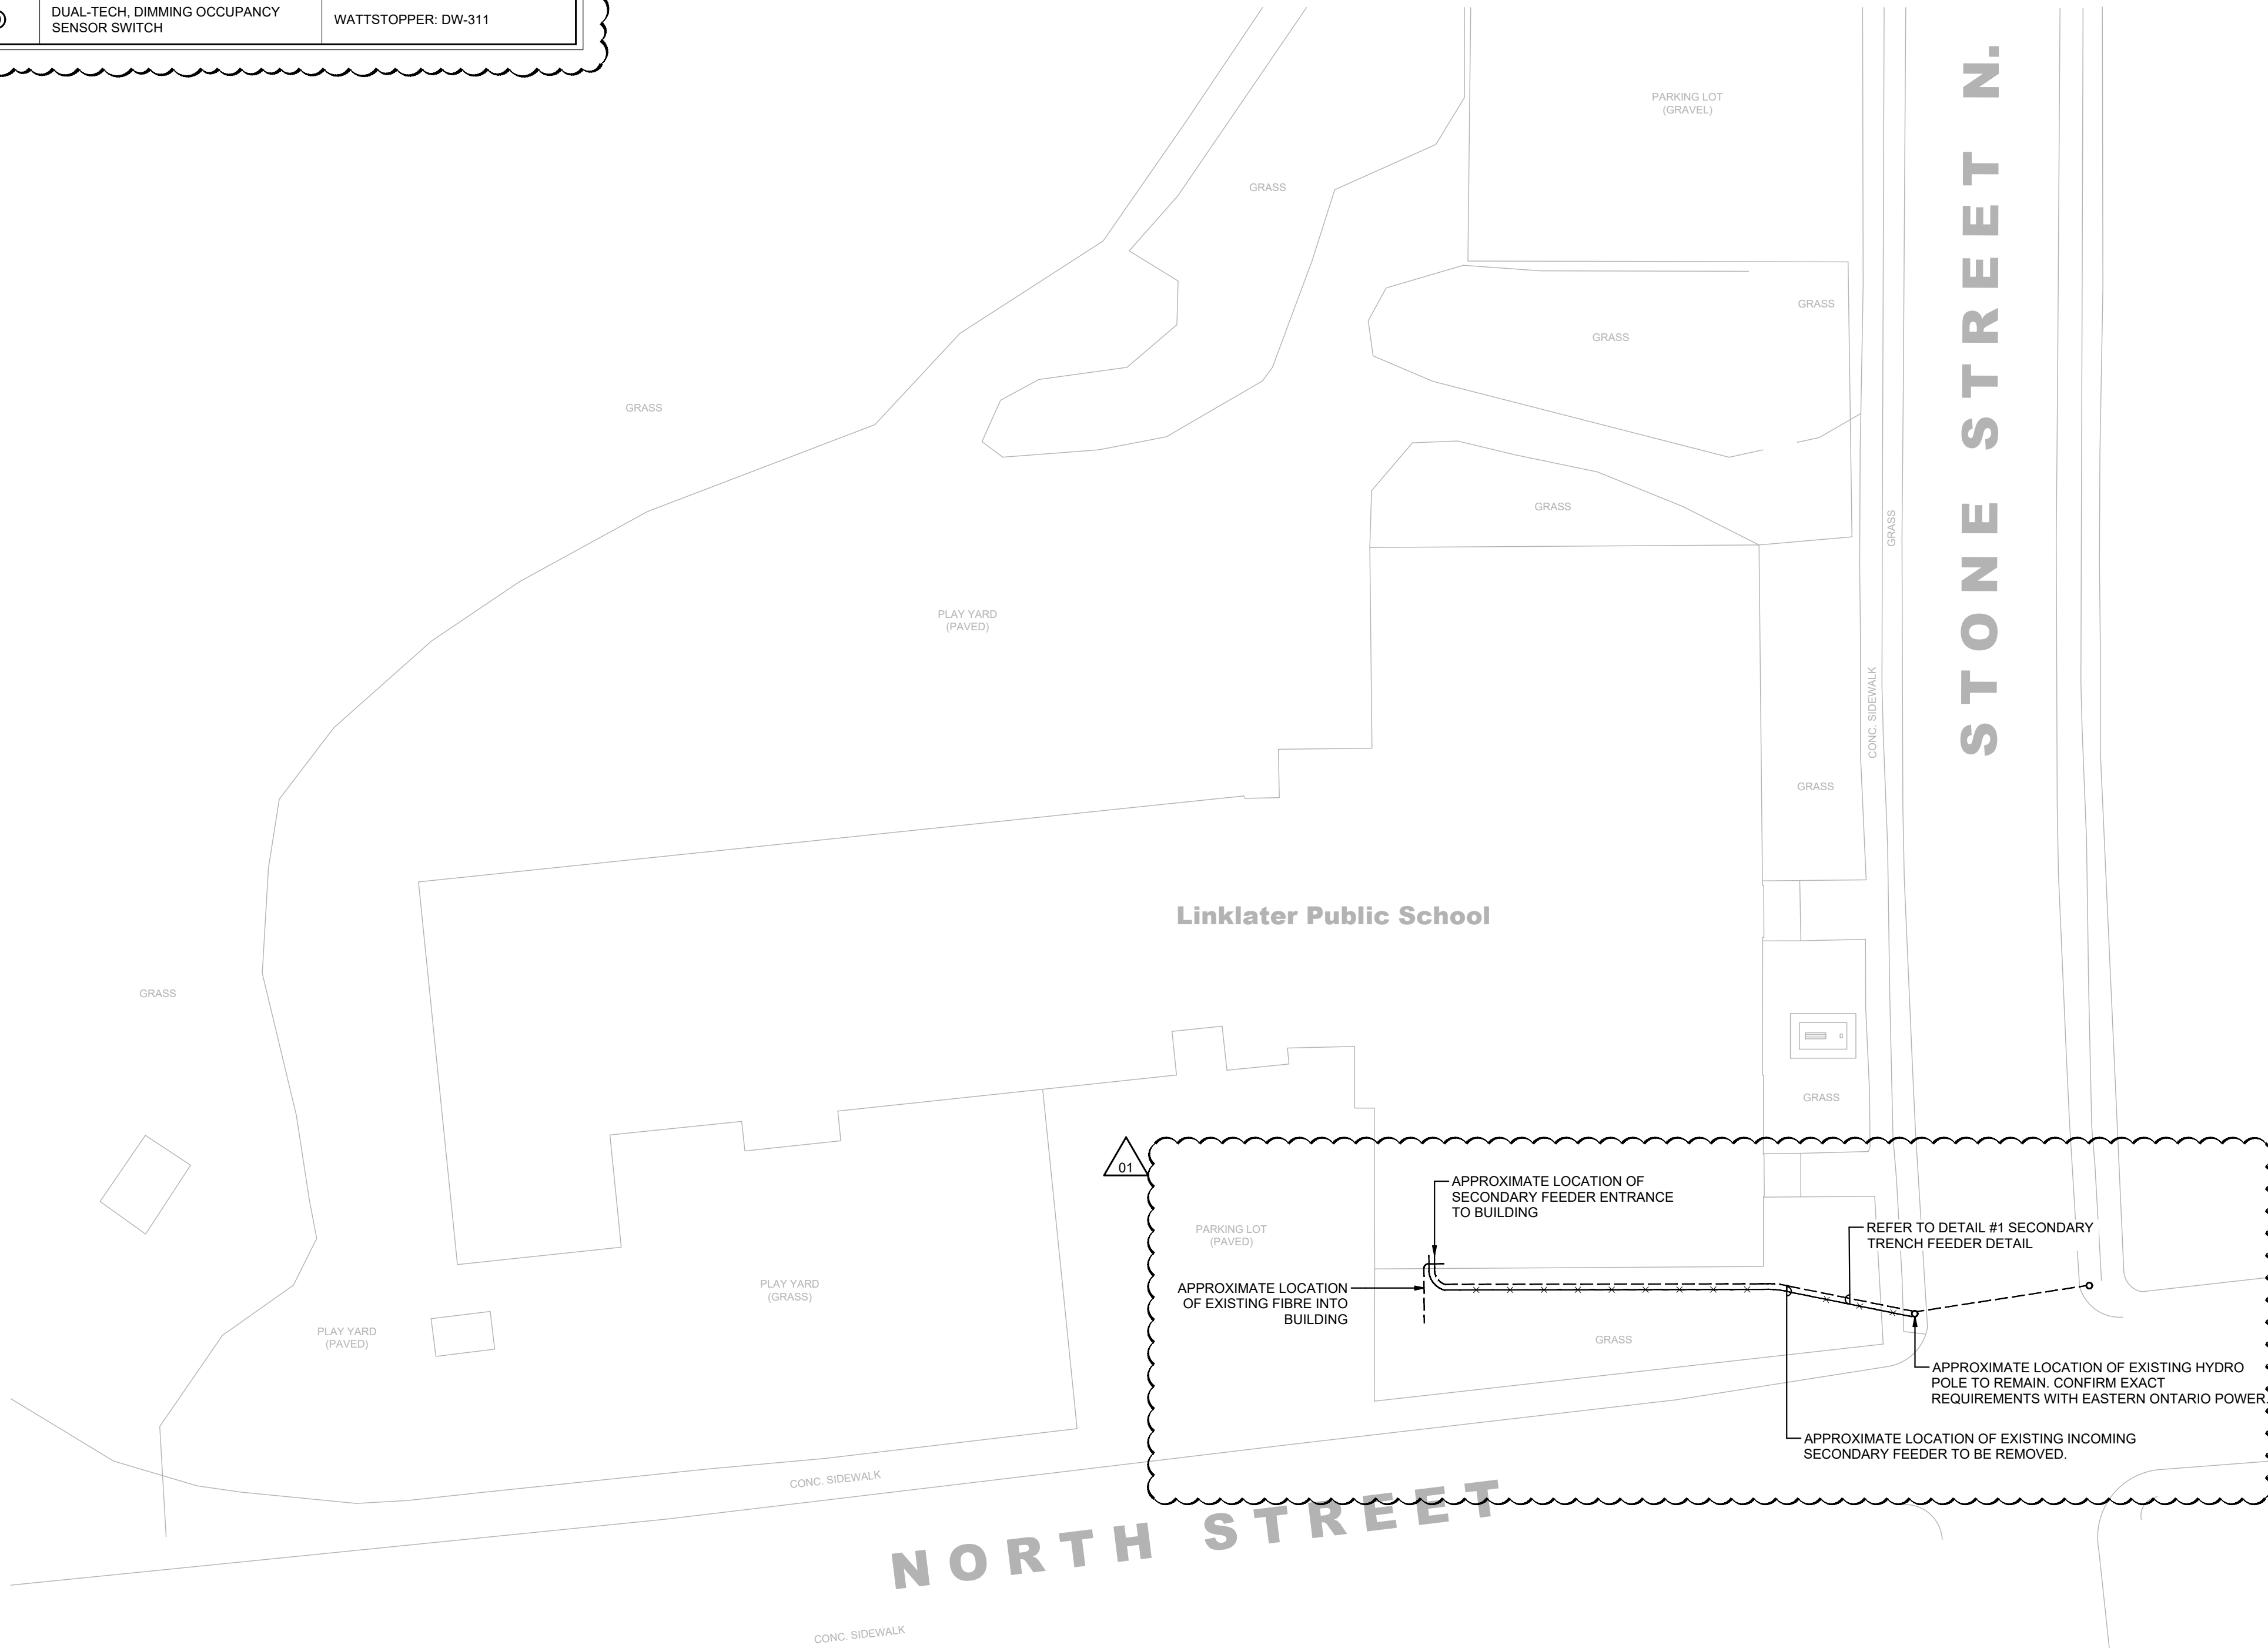 DUAL-TECH, DIMMING OCCUPANCY
SENSOR SWITCH
WATTSTOPPER: DW-311
PARKING LOT
(GRAVEL)
STONE STREET N.
GRASS
GRASS
GRASS
GRASS
GRASS
GRASS
GRASS
PLAY YARD
(PAVED)
CONC. SIDEWALK
GRASS
Linklater Public School
GRASS
GRASS
01
APPROXIMATE LOCATION OF
SECONDARY FEEDER ENTRANCE
TO BUILDING
PARKING LOT
(PAVED)
REFER TO DETAIL #1 SECONDARY
TRENCH FEEDER DETAIL
APPROXIMATE LOCATION
OF EXISTING FIBRE INTO
BUILDING
PLAY YARD
(GRASS)
PLAY YARD
(PAVED)
GRASS
APPROXIMATE LOCATION OF EXISTING HYDRO
POLE TO REMAIN. CONFIRM EXACT
REQUIREMENTS WITH EASTERN ONTARIO POWER.
APPROXIMATE LOCATION OF EXISTING INCOMING
SECONDARY FEEDER TO BE REMOVED.
CONC. SIDEWALK
NORTH STREET
CONC. SIDEWALK